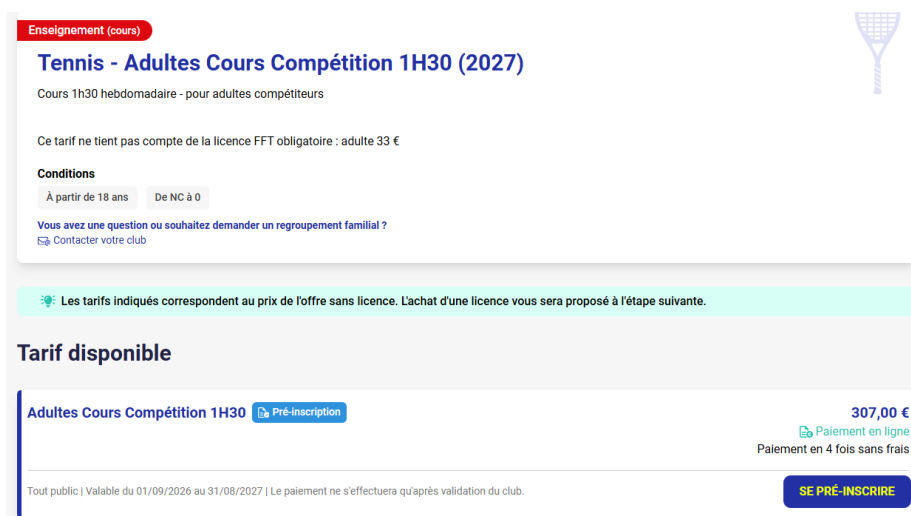 Enseignement (cours)
Tennis - Adultes Cours Compétition 1H30 (2027)
Cours 1h30 hebdomadaire - pour adultes compétiteurs
Ce tarif ne tient pas compte de la licence FFT obligatoire : adulte 33 €
Conditions
À partir de 18 ans De NC à 0
Vous avez une question ou souhaitez demander un regroupement familial ?
Contacter votre club
Les tarifs indiqués correspondent au prix de l'offre sans licence. L'achat d'une licence vous sera proposé à l'étape suivante.
Tarif disponible
Adultes Cours Compétition 1H30 Pré-inscription 307,00 €
Paiement en ligne
Paiement en 4 fois sans frais
Tout public | Valable du 01/09/2026 au 31/08/2027 | Le paiement ne s'effectuera qu'après validation du club. SE PRÉ-INSCRIRE